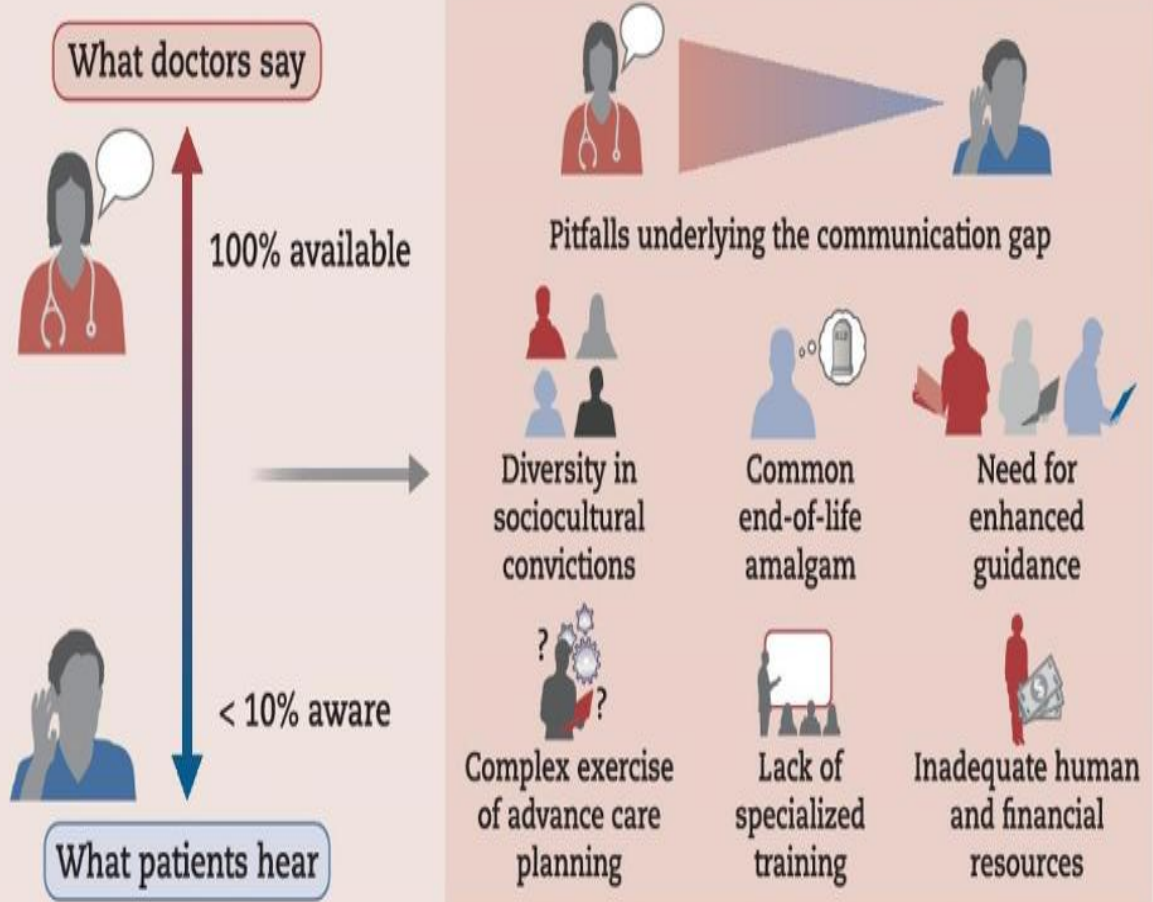 What doctors say
100% available
< 10% aware
What patients hear
Pitfalls underlying the communication gap
Diversity in
sociocultural
convictions
R.I.P
Common
end-of-life
amalgam
Need for
enhanced
guidance
?
?
Complex exercise
of advance care
planning
Lack of
specialized
training
$
Inadequate human
and financial
resources